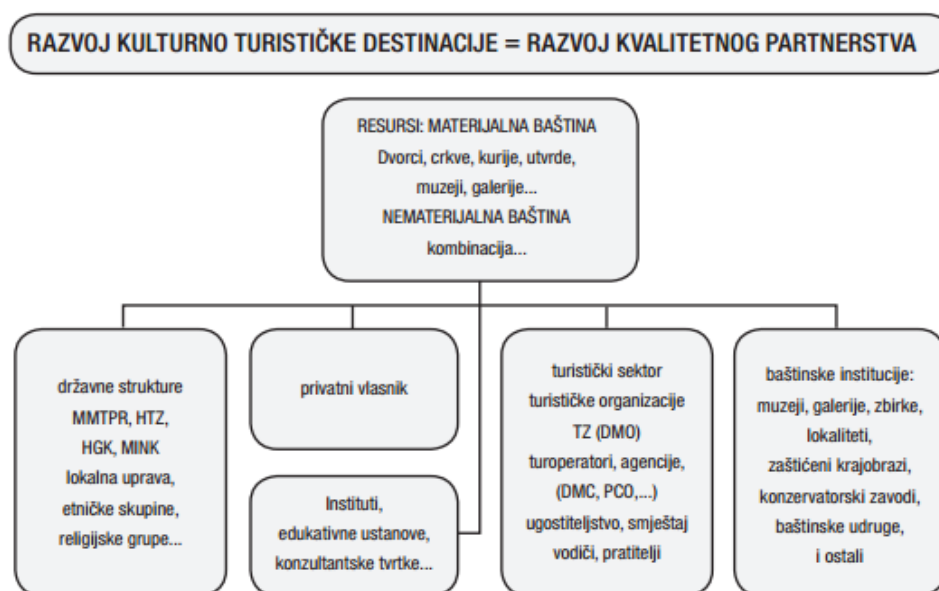 RAZVOJ KULTURNO TURISTIČKE DESTINACIJE = RAZVOJ KVALITETNOG PARTNERSTVA
RESURSI: MATERIJALNA BAŠTINA
Dvorci, crkve, kurije, utvrde,
muzeji, galerije...
NEMATERIJALNA BAŠTINA
kombinacija...
državne strukture
MMTPR, HTZ,
HGK, MINK
lokalna uprava,
etničke skupine,
religijske grupe...
privatni vlasnik
Instituti,
edukativne ustanove,
konzultantske tvrtke...
turistički sektor
turističke organizacije
TZ (DMO)
turoperatori, agencije,
(DMC, PCO,...)
ugostiteljstvo, smještaj
vodiči, pratitelji
baštinske institucije:
muzeji, galerije, zbirke,
lokaliteti,
zaštićeni krajobrazi,
konzervatorski zavodi,
baštinske udruge,
i ostali